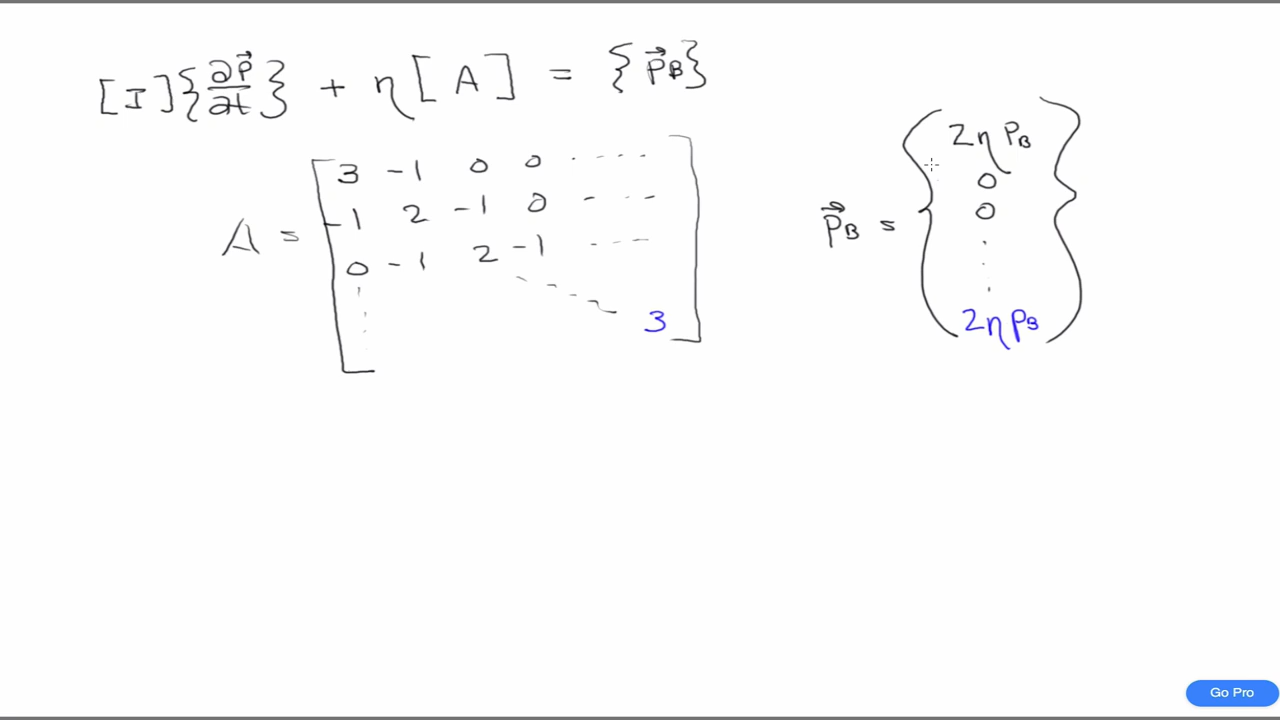 [I]{∂p⃗/∂t} + η[A] = {p⃗B}
A = [
3 -1 0 0 .----
-1 2 -1 0 - --
0 -1 2 -1 .---
3 ]
p⃗B = {
2ηPB
0
0
.
.
.
2ηPB }
Go Pro